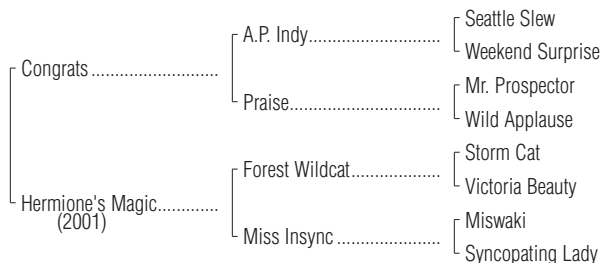 Seattle Slew
A.P. Indy..............................
Weekend Surprise
Congrats.............................
Mr. Prospector
Praise.....................................
Wild Applause
Storm Cat
Forest Wildcat....................
Victoria Beauty
Hermione's Magic.............
(2001)
Miswaki
Miss Insync.......................
Syncopating Lady